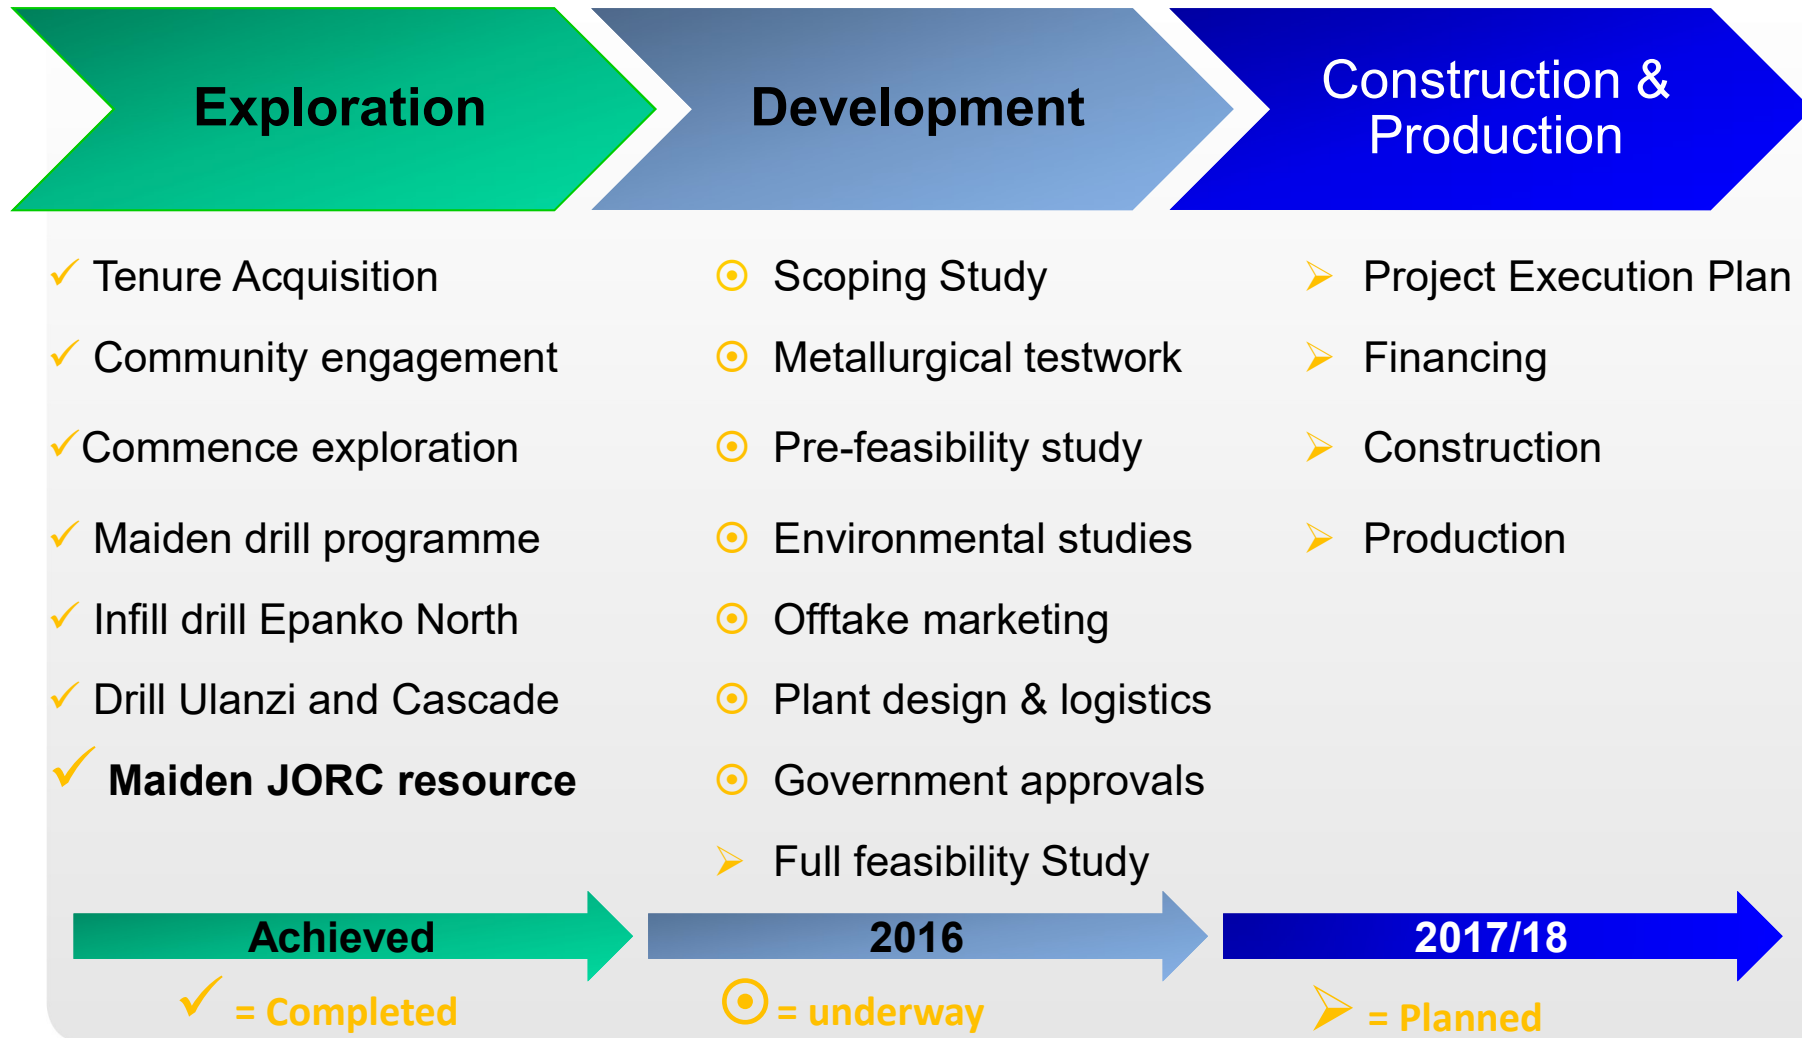 Exploration
Development
Construction &
Production
Tenure Acquisition
Community engagement
Commence exploration
Maiden drill programme
Infill drill Epanko North
Drill Ulanzi and Cascade
Maiden JORC resource
Scoping Study
Metallurgical testwork
Pre-feasibility study
Environmental studies
Offtake marketing
Plant design & logistics
Government approvals
Full feasibility Study
Project Execution Plan
Financing
Construction
Production
Achieved
2016
2017/18
= Completed
= underway
= Planned